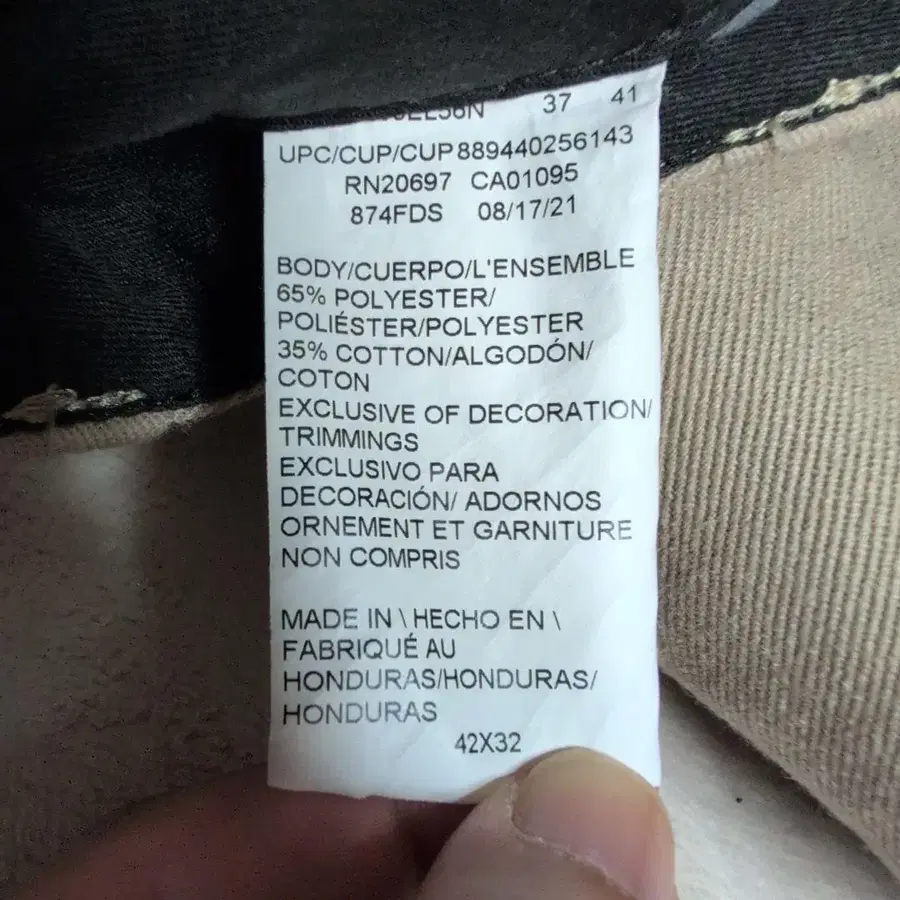 37 41
UPC/CUP/CUP 889440256143
RN20697 CA01095
874FDS 08/17/21
BODY/CUERPO/L'ENSEMBLE
65% POLYESTER/
POLIÉSTER/POLYESTER
35% COTTON/ALGODÓN/
COTON
EXCLUSIVE OF DECORATION/
TRIMMINGS
EXCLUSIVO PARA
DECORACIÓN/ ADORNOS
ORNEMENT ET GARNITURE
NON COMPRIS
MADE IN \ HECHO EN \
FABRIQUÉ AU
HONDURAS/HONDURAS/
HONDURAS
42X32